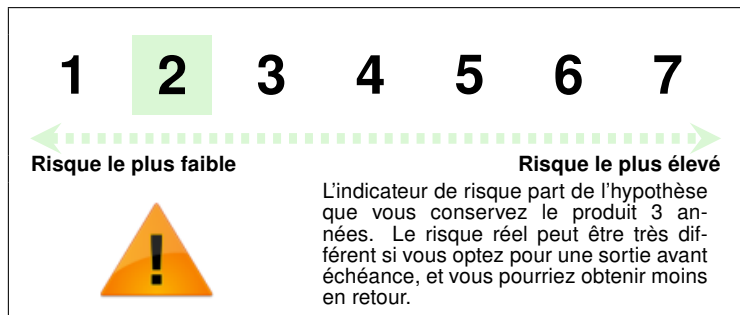 1 2 3 4 5 6 7
Risque le plus faible
Risque le plus élevé
L'indicateur de risque part de l'hypothèse
que vous conservez le produit 3 an-
nées. Le risque réel peut être très dif-
férent si vous optez pour une sortie avant
échéance, et vous pourriez obtenir moins
en retour.